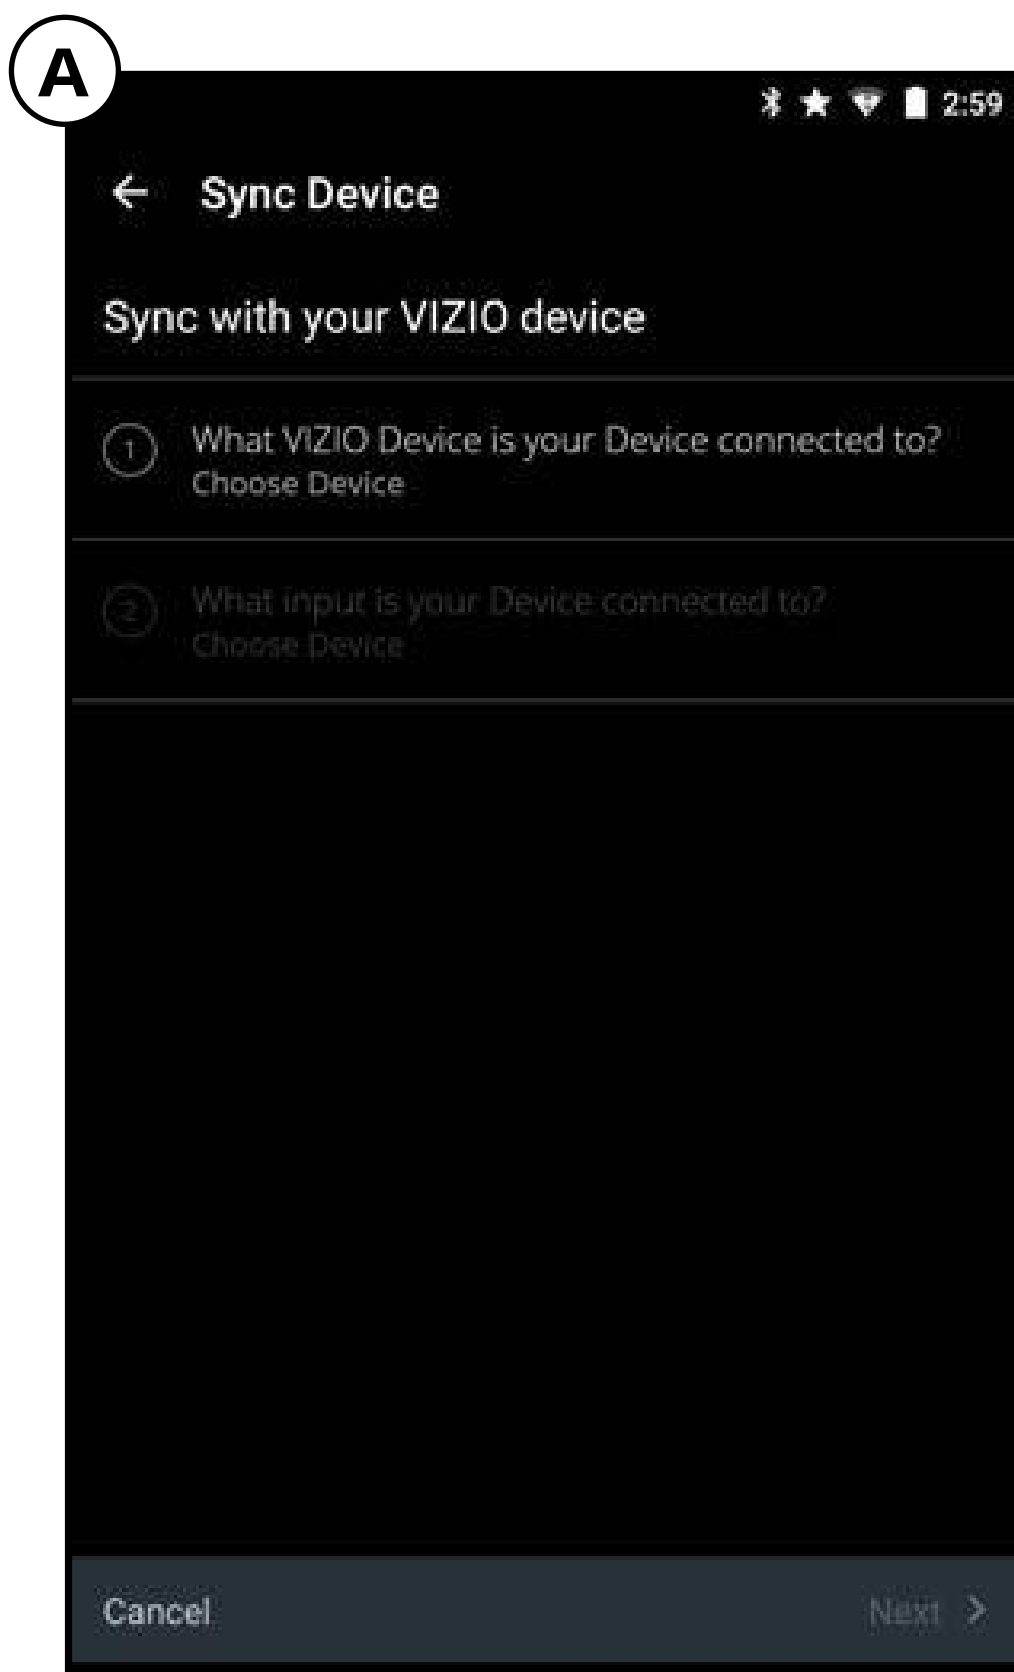 A
2:59
Sync Device
Sync with your VIZIO device
1 What VIZIO Device is your Device connected to?
Choose Device
2 What input is your Device connected to?
Choose Device
Cancel Next